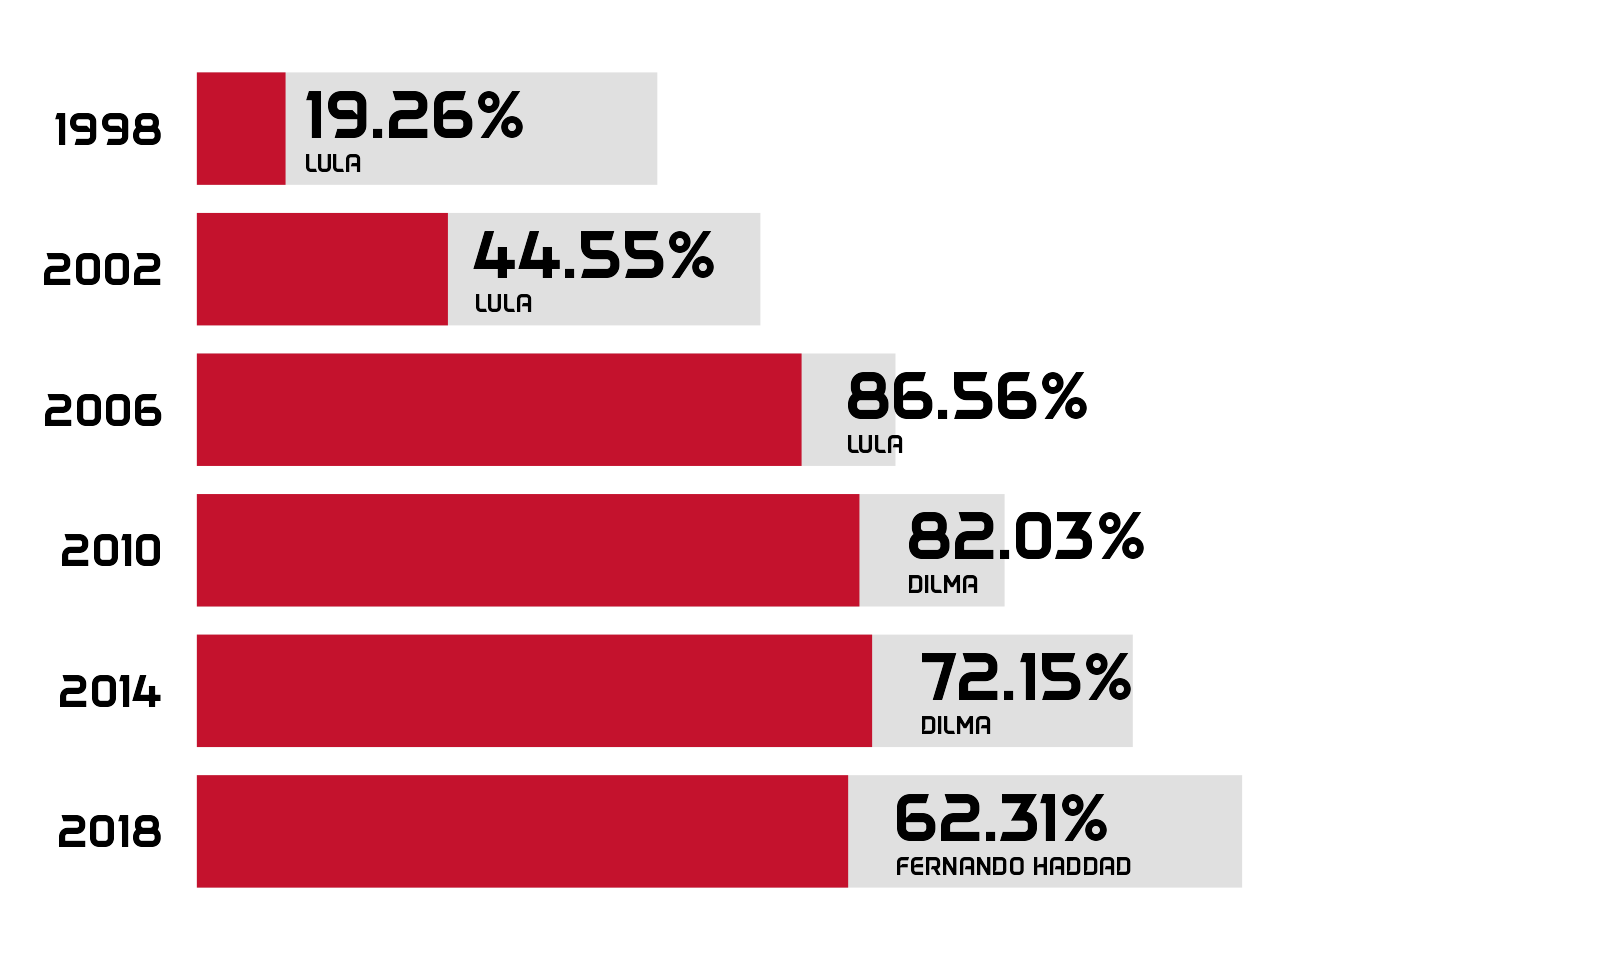 1998
19.26%
LULA
2002
44.55%
LULA
2006
86.56%
LULA
2010
82.03%
DILMA
2014
72.15%
DILMA
2018
62.31%
FERNANDO HADDAD